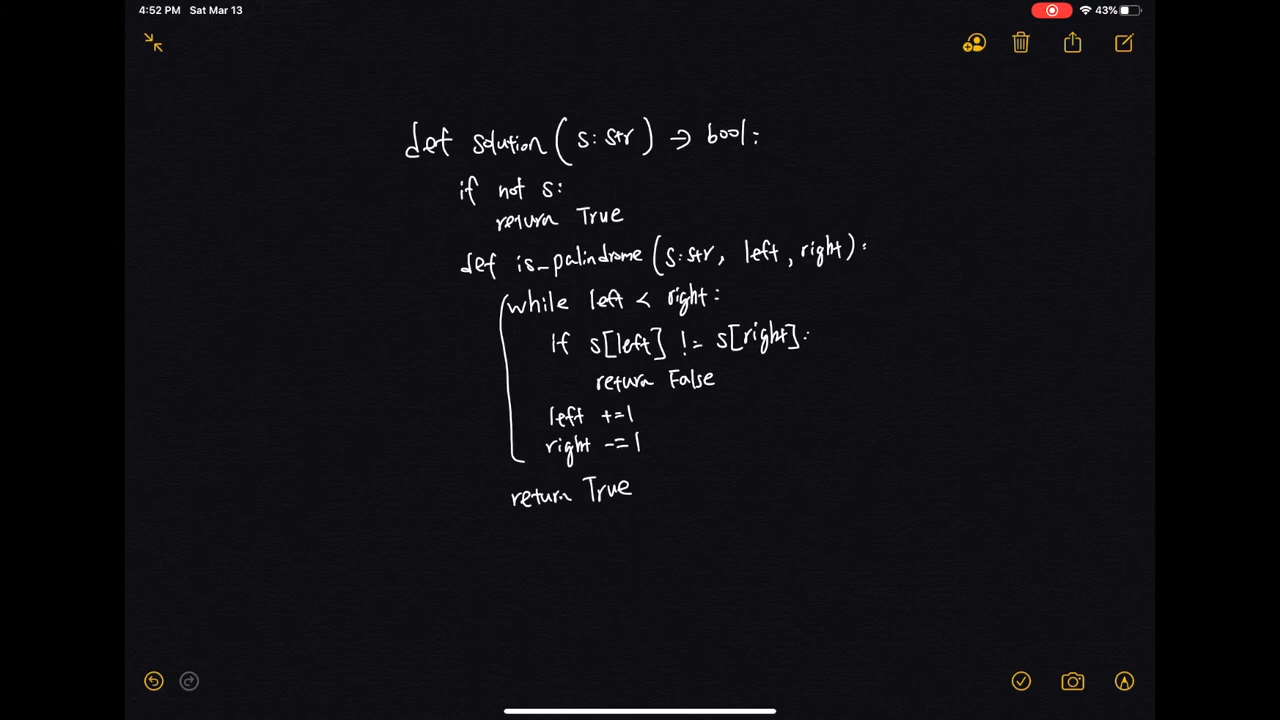 4:52 PM Sat Mar 13 43%
def solution(s:str) → bool:
if not s:
return True
def is_palindrome(s:str, left, right):
while left < right:
if s[left] != s[right]:
return False
left +=1
right -=1
return True